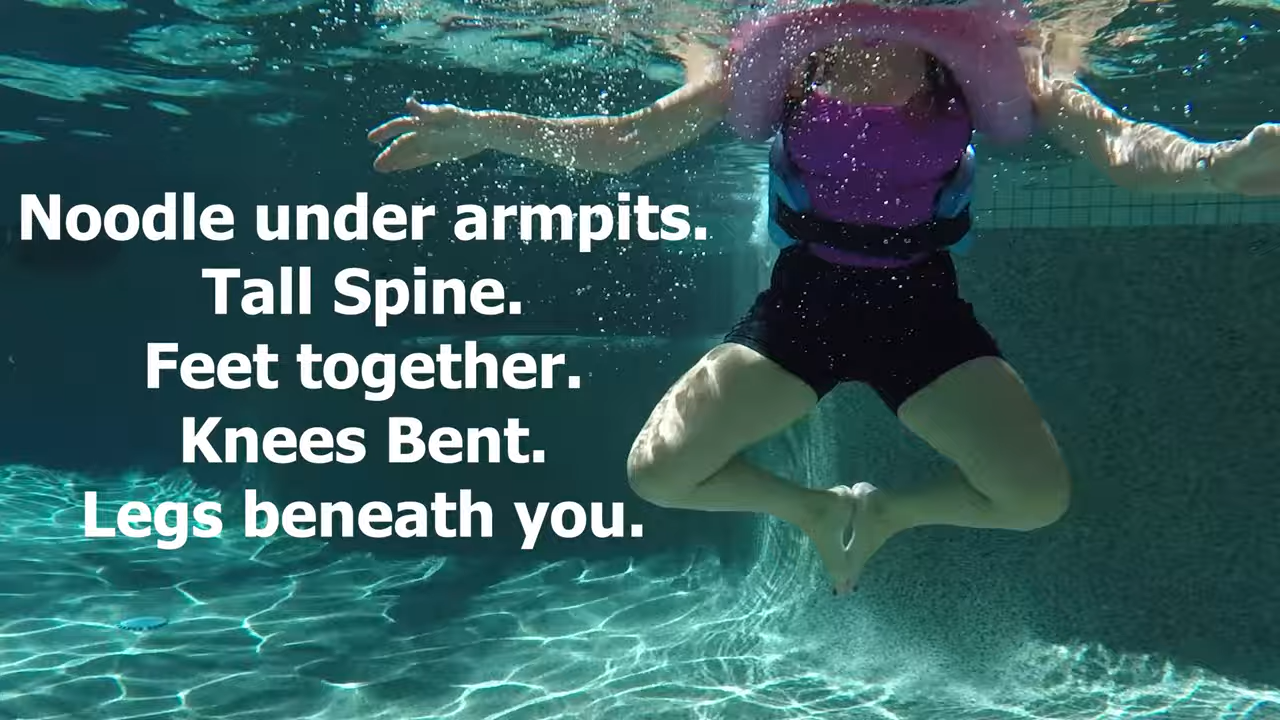 Noodle under armpits.
Tall Spine.
Feet together.
Knees Bent.
Legs beneath you.